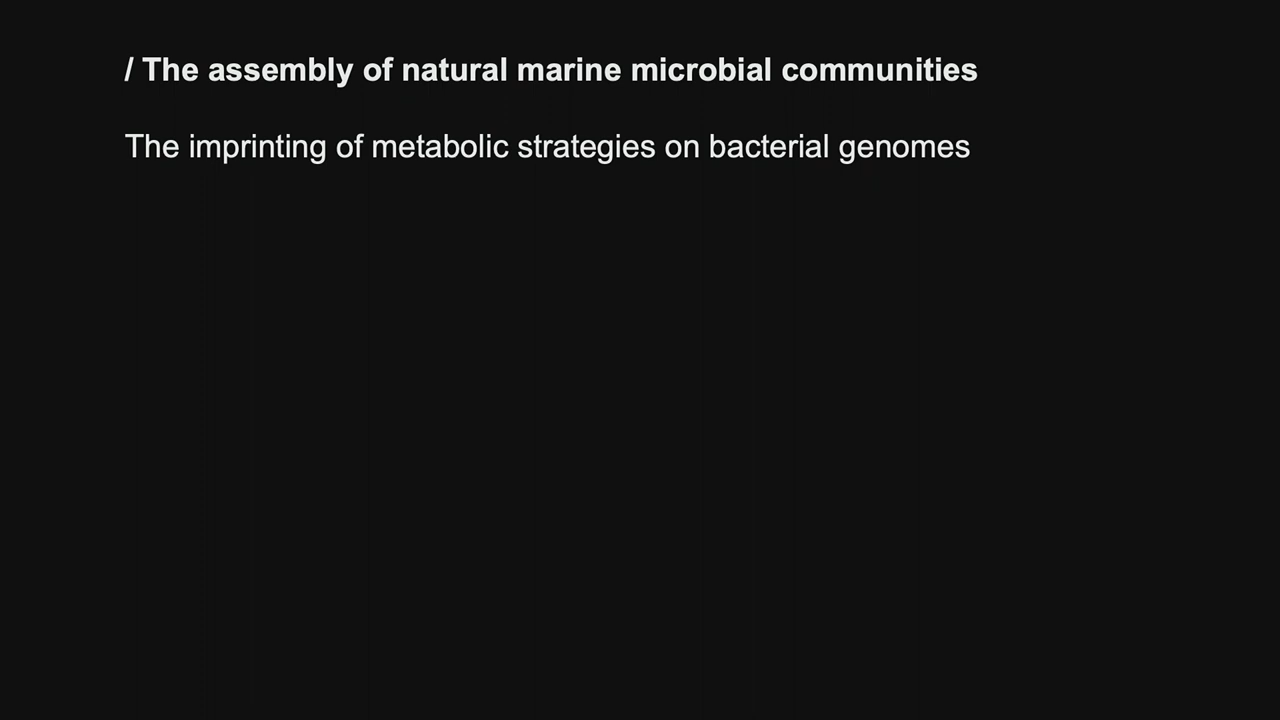 / The assembly of natural marine microbial communities
The imprinting of metabolic strategies on bacterial genomes